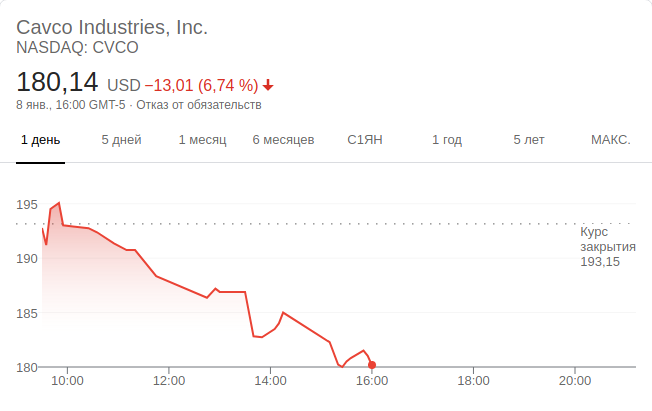 Cavco Industries, Inc.
NASDAQ: CVCO
180,14 USD −13,01 (6,74 %)
8 янв., 16:00 GMT-5 · Отказ от обязательств
1 день 5 дней 1 месяц 6 месяцев С1ЯН 1 год 5 лет МАКС.
195
Курс
закрытия
193,15
190
185
180
10:00 12:00 14:00 16:00 18:00 20:00